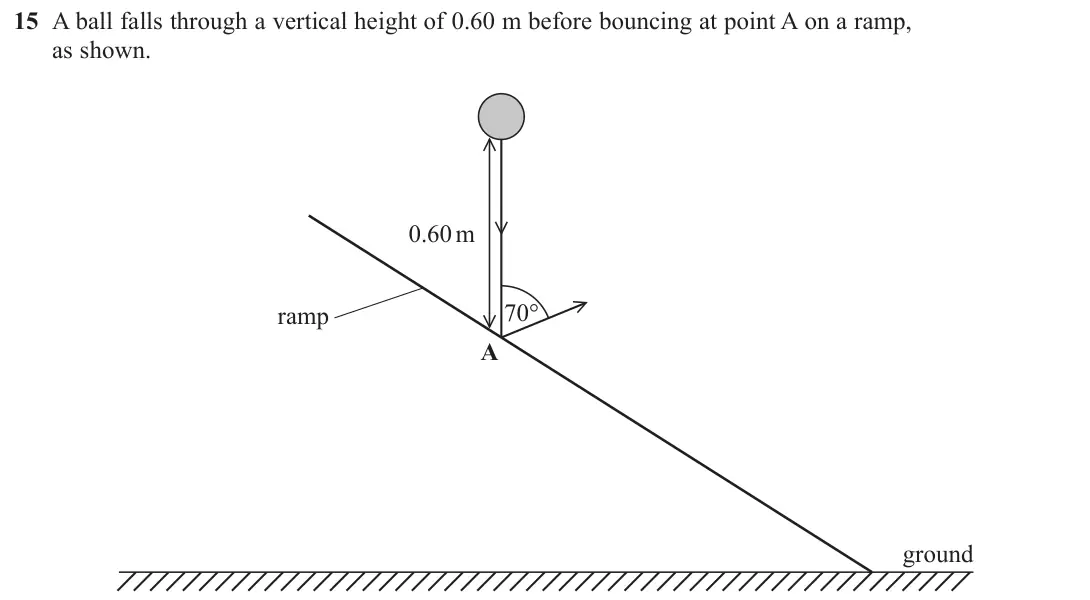 15 A ball falls through a vertical height of 0.60 m before bouncing at point A on a ramp,
as shown.
0.60 m
70°
ramp
A
ground